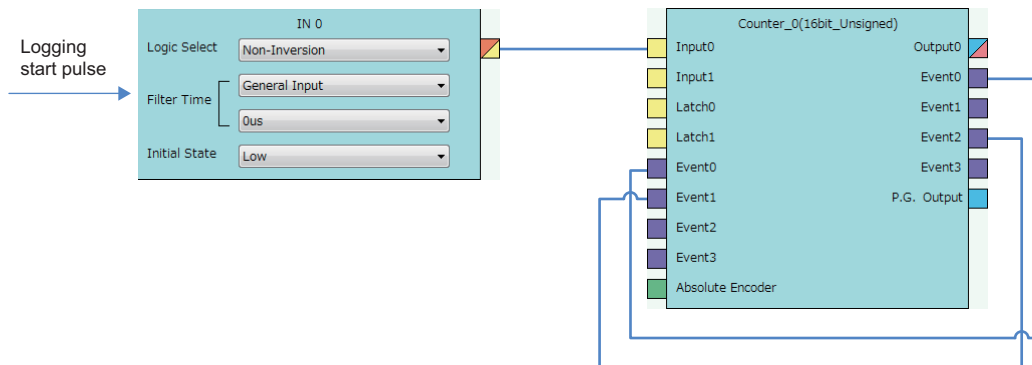 Logging
start pulse
IN 0
Logic Select
Non-Inversion
Filter Time
General Input
0us
Initial State
Low
Counter_0(16bit_Unsigned)
Input0
Output0
Input1
Event0
Latch0
Event1
Latch1
Event2
Event0
Event3
Event1
P.G. Output
Event2
Event3
Absolute Encoder